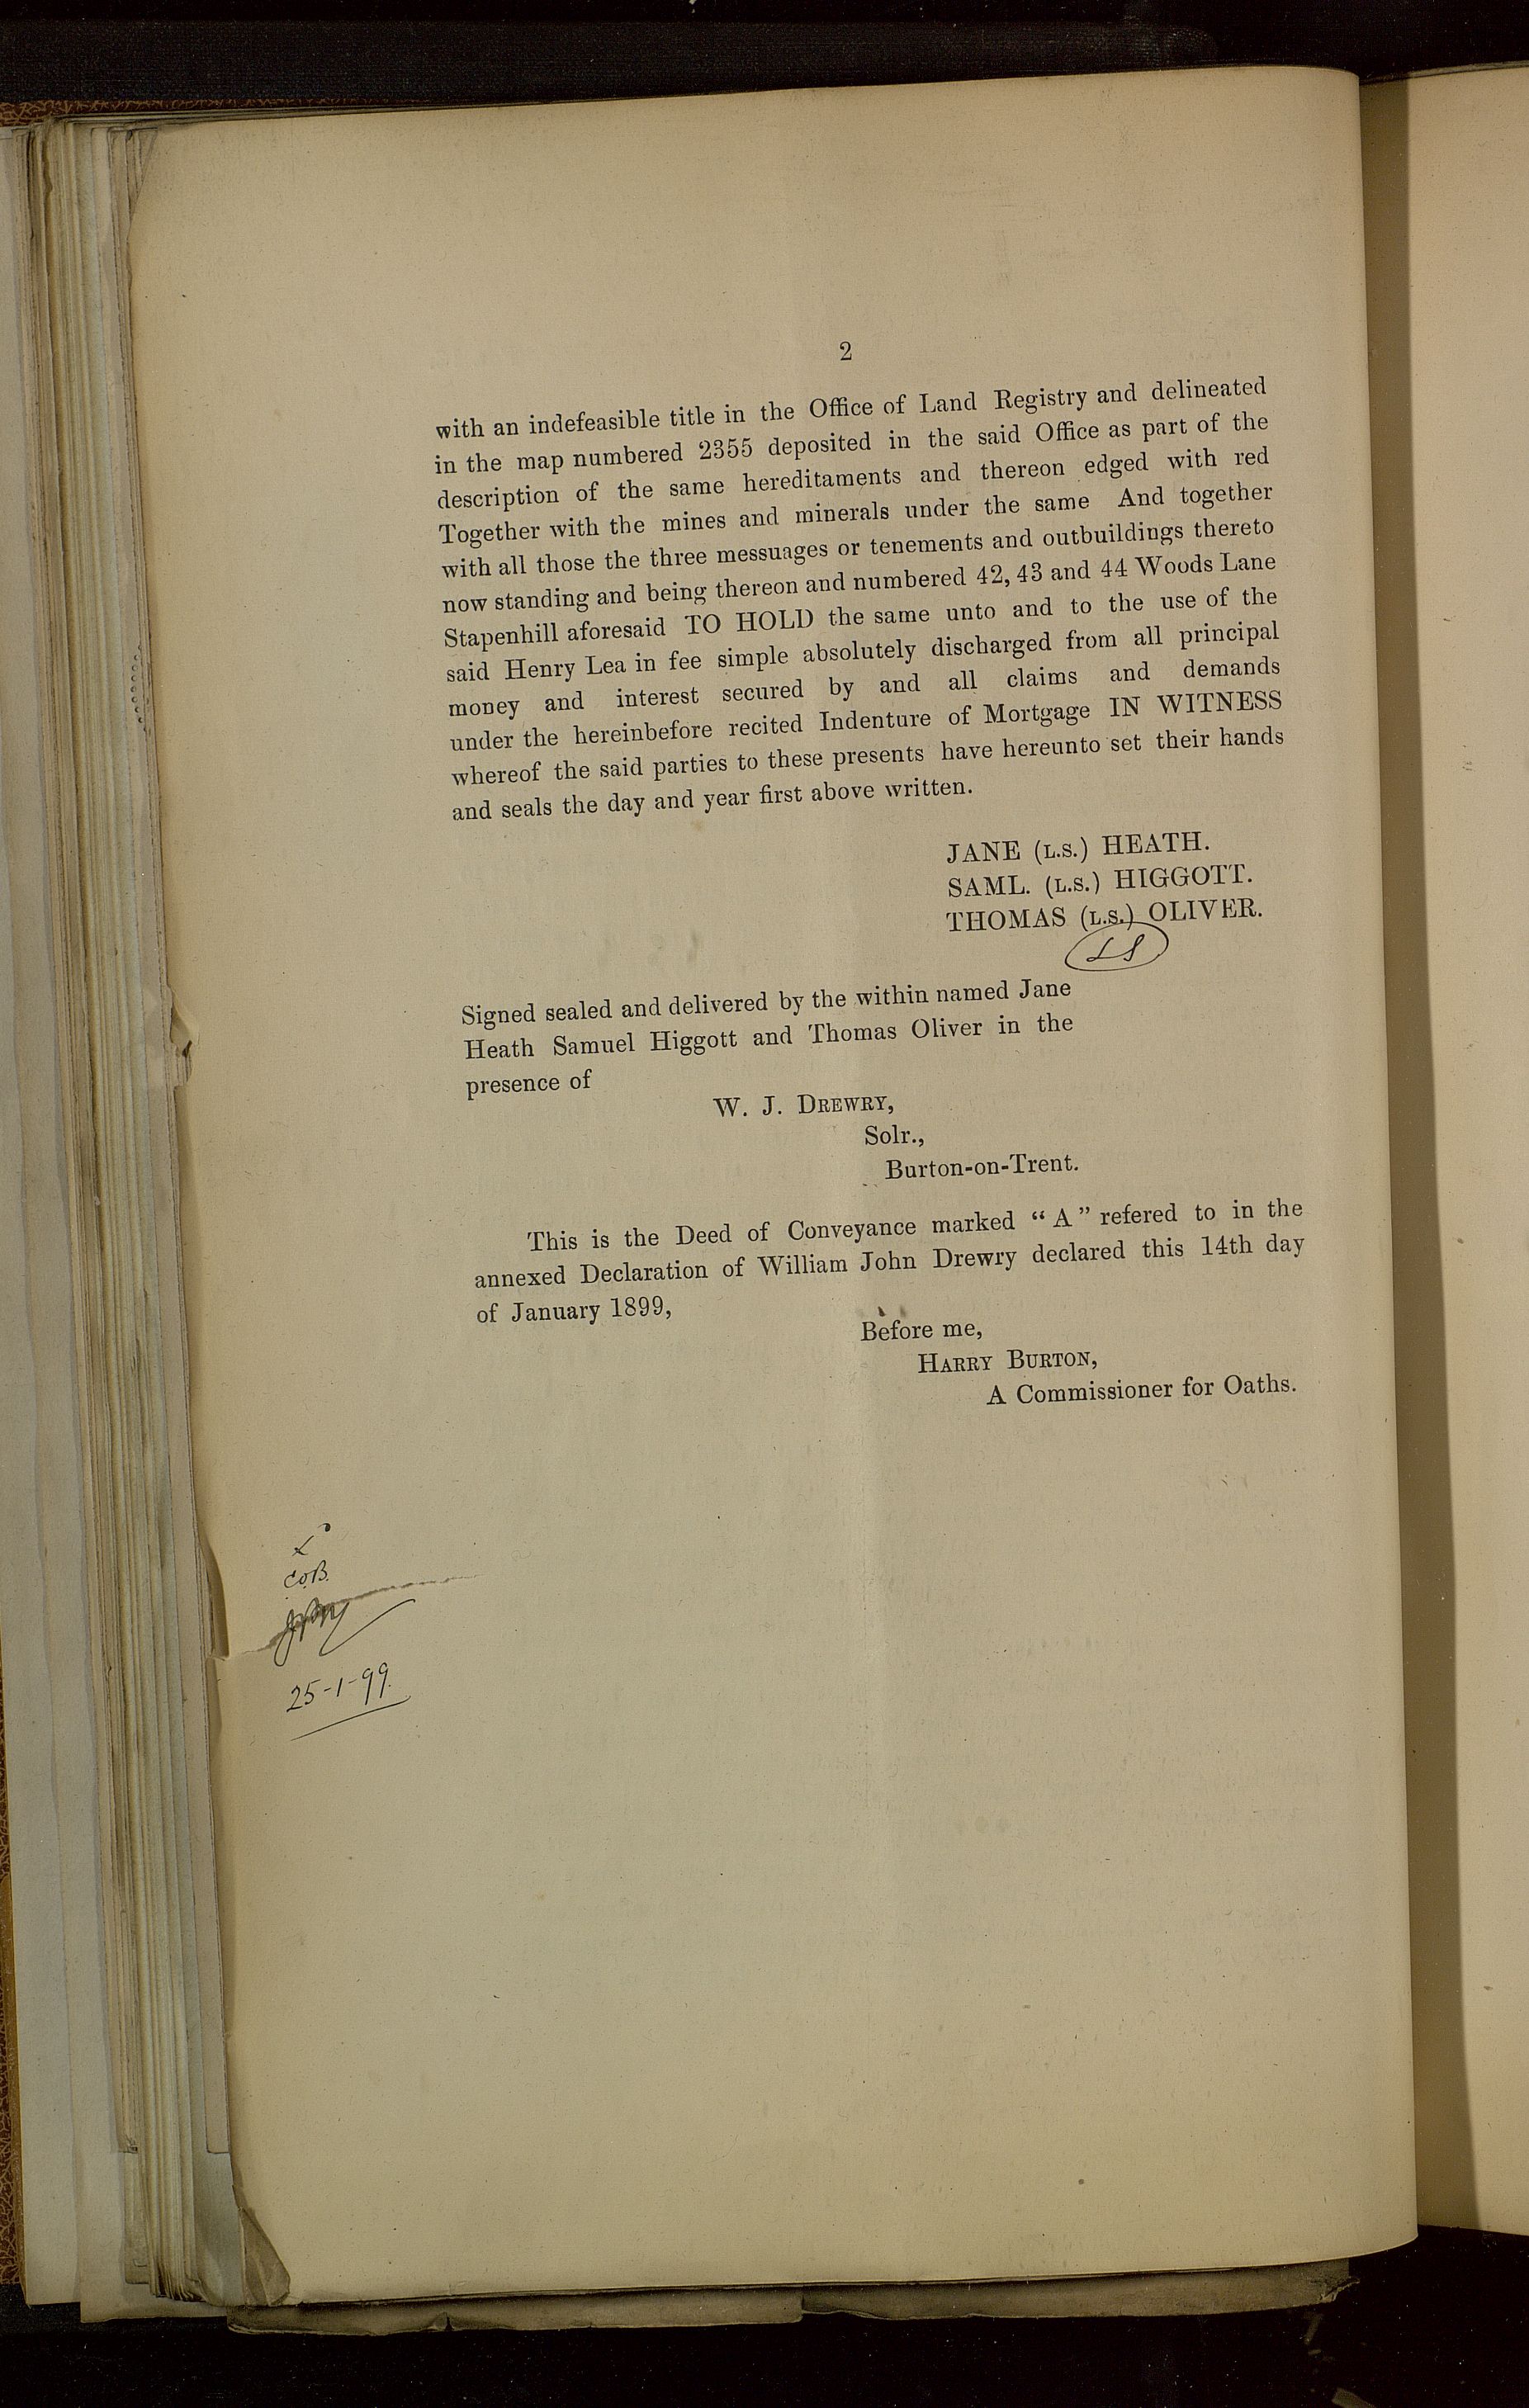 2
with an indefeasible title in the Office of Land Registry and delineated
in the map numbered 2355 deposited in the said Office as part of the
description of the same hereditaments and thereon edged with red
Together with the mines and minerals under the same And together
with all those the three messuages or tenements and outbuildings thereto
now standing and being thereon and numbered 42, 43 and 44 Woods Lane
Stapenhill aforesaid TO HOLD the same unto and to the use of the
said Henry Lea in fee simple absolutely discharged from all principal
money and interest secured by and all claims and demands
under the hereinbefore recited Indenture of Mortgage IN WITNESS
whereof the said parties to these presents have hereunto set their hands
and seals the day and year first above written.
JANE (L.S.) HEATH.
SAML. (L.S.) HIGGOTT.
THOMAS (L.S.) OLIVER.
LS
Signed sealed and delivered by the within named Jane
Heath Samuel Higgott and Thomas Oliver in the
presence of
W. J. DREWRY,
Solr.,
Burton-on-Trent.
This is the Deed of Conveyance marked “A” refered to in the
annexed Declaration of William John Drewry declared this 14th day
of January 1899,
Before me,
HARRY BURTON,
A Commissioner for Oaths.
25-1-99.